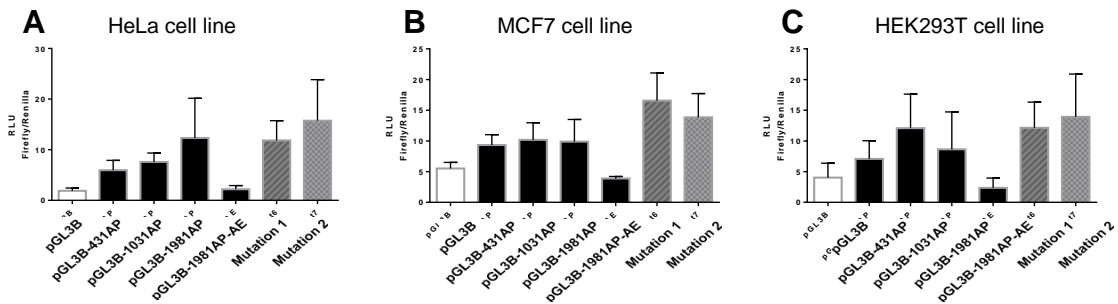 A
HeLa cell line
30
20
10
0
RLU
Firefly/Renilla
pGL3B
pGL3B-431AP
pGL3B-1031AP
pGL3B-1981AP
pGL3B-1981AP-AE
Mutation 1
Mutation 2
B
MCF7 cell line
25
20
15
10
5
0
RLU
Firefly/Renilla
pGL3B
pGL3B-431AP
pGL3B-1031AP
pGL3B-1981AP
pGL3B-1981AP-AE
Mutation 1
Mutation 2
C
HEK293T cell line
25
20
15
10
5
0
RLU
Firefly/Renilla
pGL3B
pGL3B-431AP
pGL3B-1031AP
pGL3B-1981AP
pGL3B-1981AP-AE
Mutation 1
Mutation 2